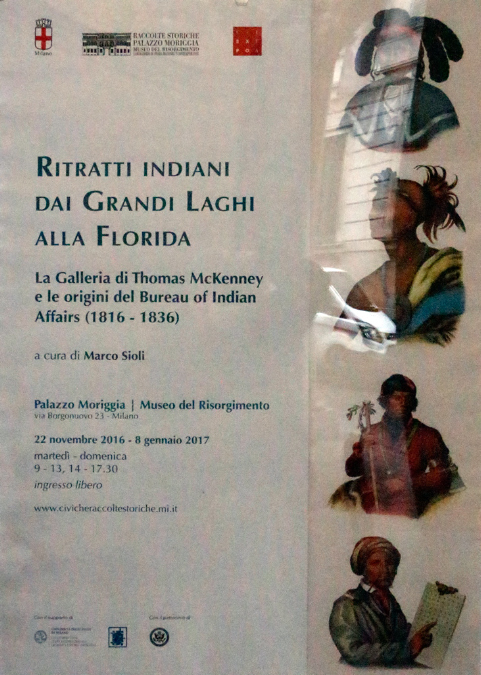 Milano
RACCOLTE STORICHE
PALAZZO MORIGGIA
MUSEO DEL RISORGIMENTO
RITRATTI INDIANI
DAI GRANDI LAGHI
ALLA FLORIDA
La Galleria di Thomas McKenney
e le origini del Bureau of Indian
Affairs (1816 - 1836)
a cura di Marco Sioli
Palazzo Moriggia | Museo del Risorgimento
via Borgonuovo 23 - Milano
22 novembre 2016 - 8 gennaio 2017
martedì - domenica
9 - 13, 14 - 17.30
ingresso libero
www.civicheraccoltestoriche.mi.it